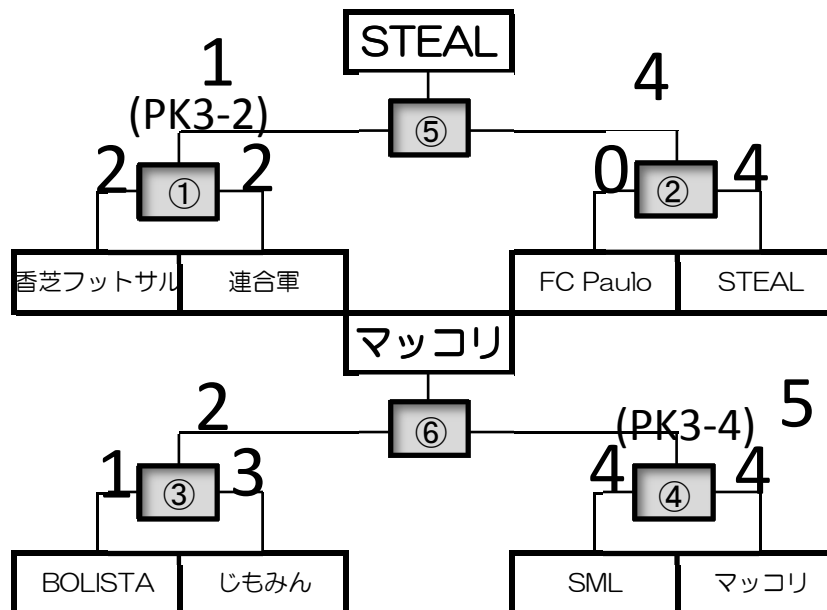 STEAL
1
4
(PK3-2)
⑤
2
①
2
0
②
4
香芝フットサル
連合軍
FC Paulo
STEAL
マッコリ
2
5
⑥
(PK3-4)
1
③
3
4
④
4
BOLISTA
じもみん
SML
マッコリ